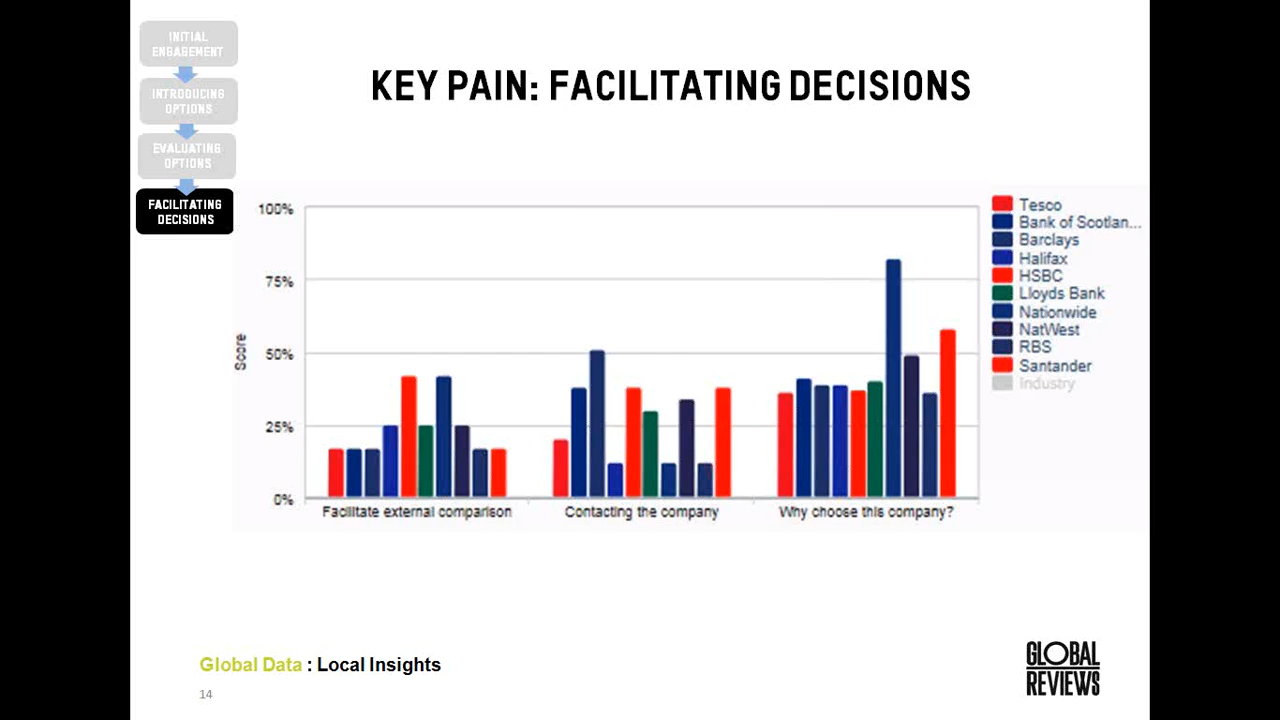 INITIAL
ENGAGEMENT
INTRODUCING
OPTIONS
EVALUATING
OPTIONS
FACILITATING
DECISIONS
KEY PAIN: FACILITATING DECISIONS
100%
75%
50%
25%
0%
Score
Facilitate external comparison
Contacting the company
Why choose this company?
Tesco
Bank of Scotlan...
Barclays
Halifax
HSBC
Lloyds Bank
Nationwide
NatWest
RBS
Santander
Industry
Global Data : Local Insights
14
GLOBAL
REVIEWS